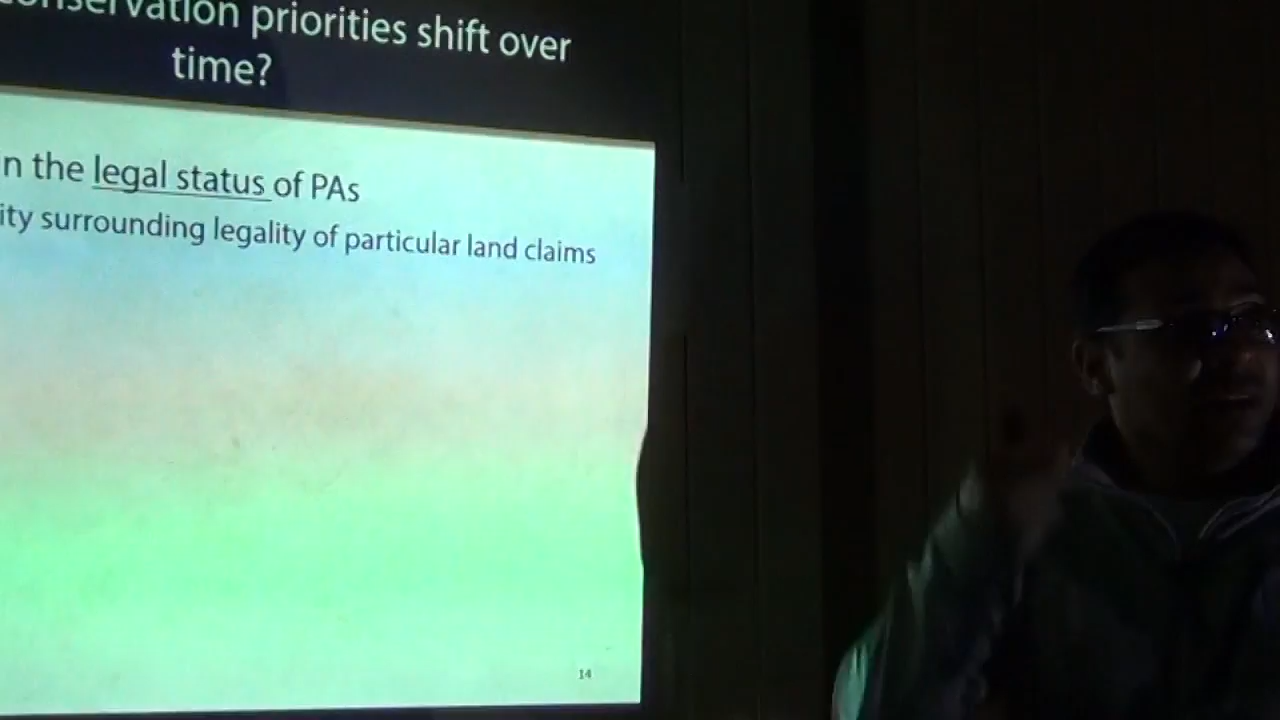 onservation priorities shift over
time?
n the legal status of PAs
ity surrounding legality of particular land claims
14